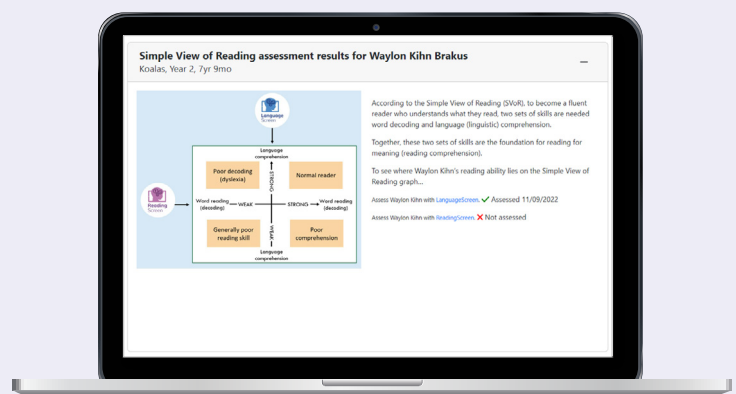 Simple View of Reading assessment results for Waylon Kihn Brakus
Koalas, Year 2, 7yr 9mo
Language
Screen
Language
comprehension
Poor decoding
(dyslexia)
STRONG
Normal reader
Reading
Screen
Word reading
(decoding)
WEAK
STRONG
Word reading
(decoding)
Generally poor
reading skill
WEAK
Poor
comprehension
Language
comprehension
According to the Simple View of Reading (SVoR), to become a fluent
reader who understands what they read, two sets of skills are needed
word decoding and language (linguistic) comprehension.
Together, these two sets of skills are the foundation for reading for
meaning (reading comprehension).
To see where Waylon Kihn's reading ability lies on the Simple View of
Reading graph...
Assess Waylon Kihn with LanguageScreen. ✓ Assessed 11/09/2022
Assess Waylon Kihn with ReadingScreen. ✗ Not assessed